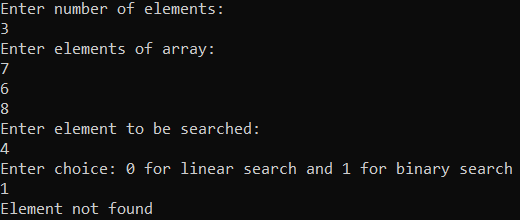 Enter number of elements:
3
Enter elements of array:
7
6
8
Enter element to be searched:
4
Enter choice: 0 for linear search and 1 for binary search
1
Element not found